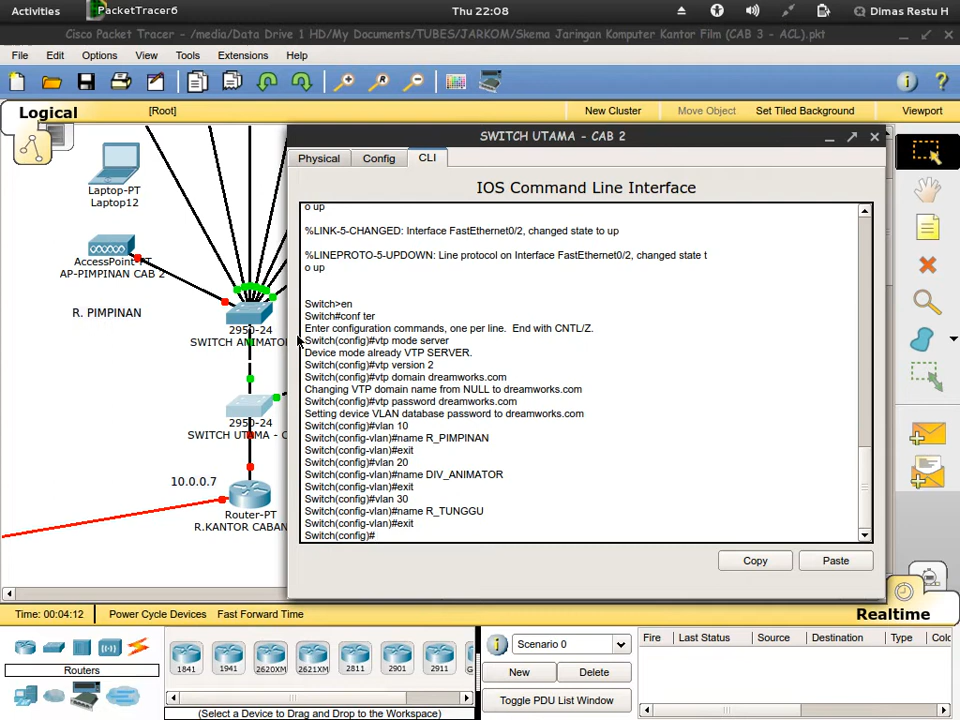 Activities
PacketTracer6
Thu 22:08
Dimas Restu H
Cisco Packet Tracer – /media/Data Drive 1 HD/My Documents/TUBES/JARKOM/Skema Jaringan Komputer Kantor Film (CAB 3 - ACL).pkt
File Edit Options View Tools Extensions Help
Logical
[Root]
New Cluster
Move Object
Set Tiled Background
Viewport
SWITCH UTAMA - CAB 2
Physical
Config
CLI
IOS Command Line Interface
o up
%LINK-5-CHANGED: Interface FastEthernet0/2, changed state to up
%LINEPROTO-5-UPDOWN: Line protocol on Interface FastEthernet0/2, changed state t
o up
Switch>en
Switch#conf ter
Enter configuration commands, one per line.  End with CNTL/Z.
Switch(config)#vtp mode server
Device mode already VTP SERVER.
Switch(config)#vtp version 2
Switch(config)#vtp domain dreamworks.com
Changing VTP domain name from NULL to dreamworks.com
Switch(config)#vtp password dreamworks.com
Setting device VLAN database password to dreamworks.com
Switch(config)#vlan 10
Switch(config-vlan)#name R_PIMPINAN
Switch(config-vlan)#exit
Switch(config)#vlan 20
Switch(config-vlan)#name DIV_ANIMATOR
Switch(config-vlan)#exit
Switch(config)#vlan 30
Switch(config-vlan)#name R_TUNGGU
Switch(config-vlan)#exit
Switch(config)#
Copy
Paste
Laptop-PT
Laptop12
AccessPoint-PT
AP-PIMPINAN CAB 2
R. PIMPINAN
2950-24
SWITCH ANIMATO
2950-24
SWITCH UTAMA - C
10.0.0.7
Router-PT
R.KANTOR CABAN
Time: 00:04:12
Power Cycle Devices
Fast Forward Time
Realtime
Routers
1841
1941
2620XM
2621XM
2811
2901
2911
(Select a Device to Drag and Drop to the Workspace)
Scenario 0
New
Delete
Toggle PDU List Window
Fire
Last Status
Source
Destination
Type